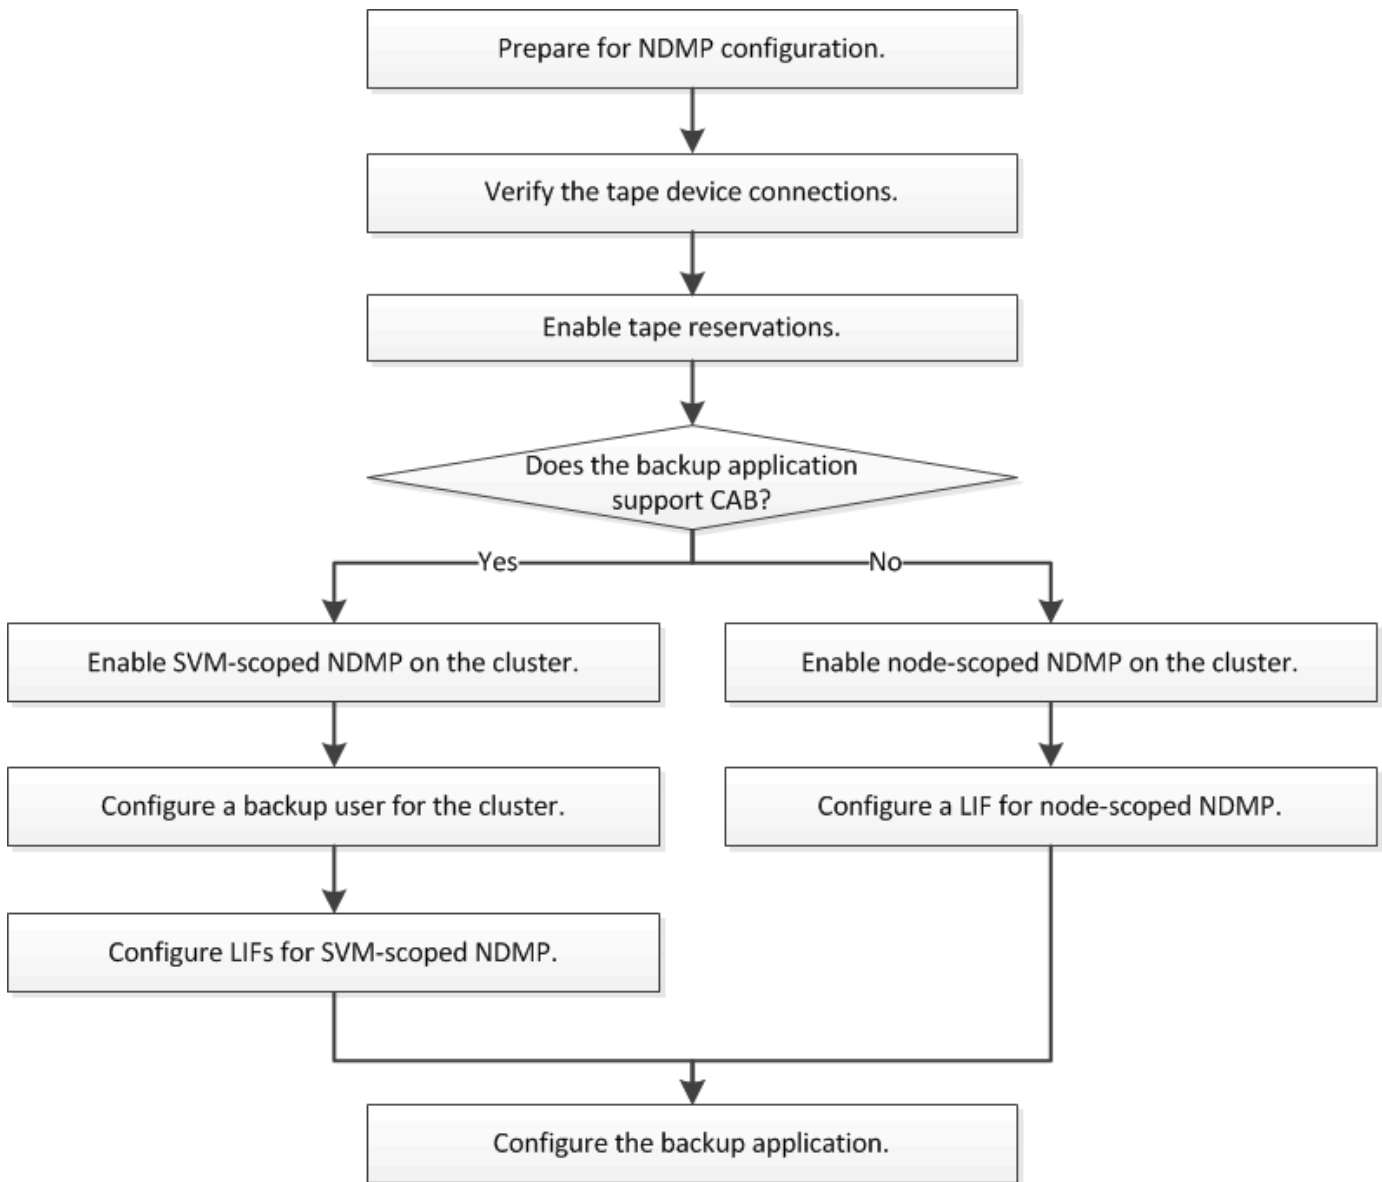 Prepare for NDMP configuration.
Verify the tape device connections.
Enable tape reservations.
Does the backup application
support CAB?
Yes
No
Enable SVM-scoped NDMP on the cluster.
Enable node-scoped NDMP on the cluster.
Configure a backup user for the cluster.
Configure a LIF for node-scoped NDMP.
Configure LIFs for SVM-scoped NDMP.
Configure the backup application.